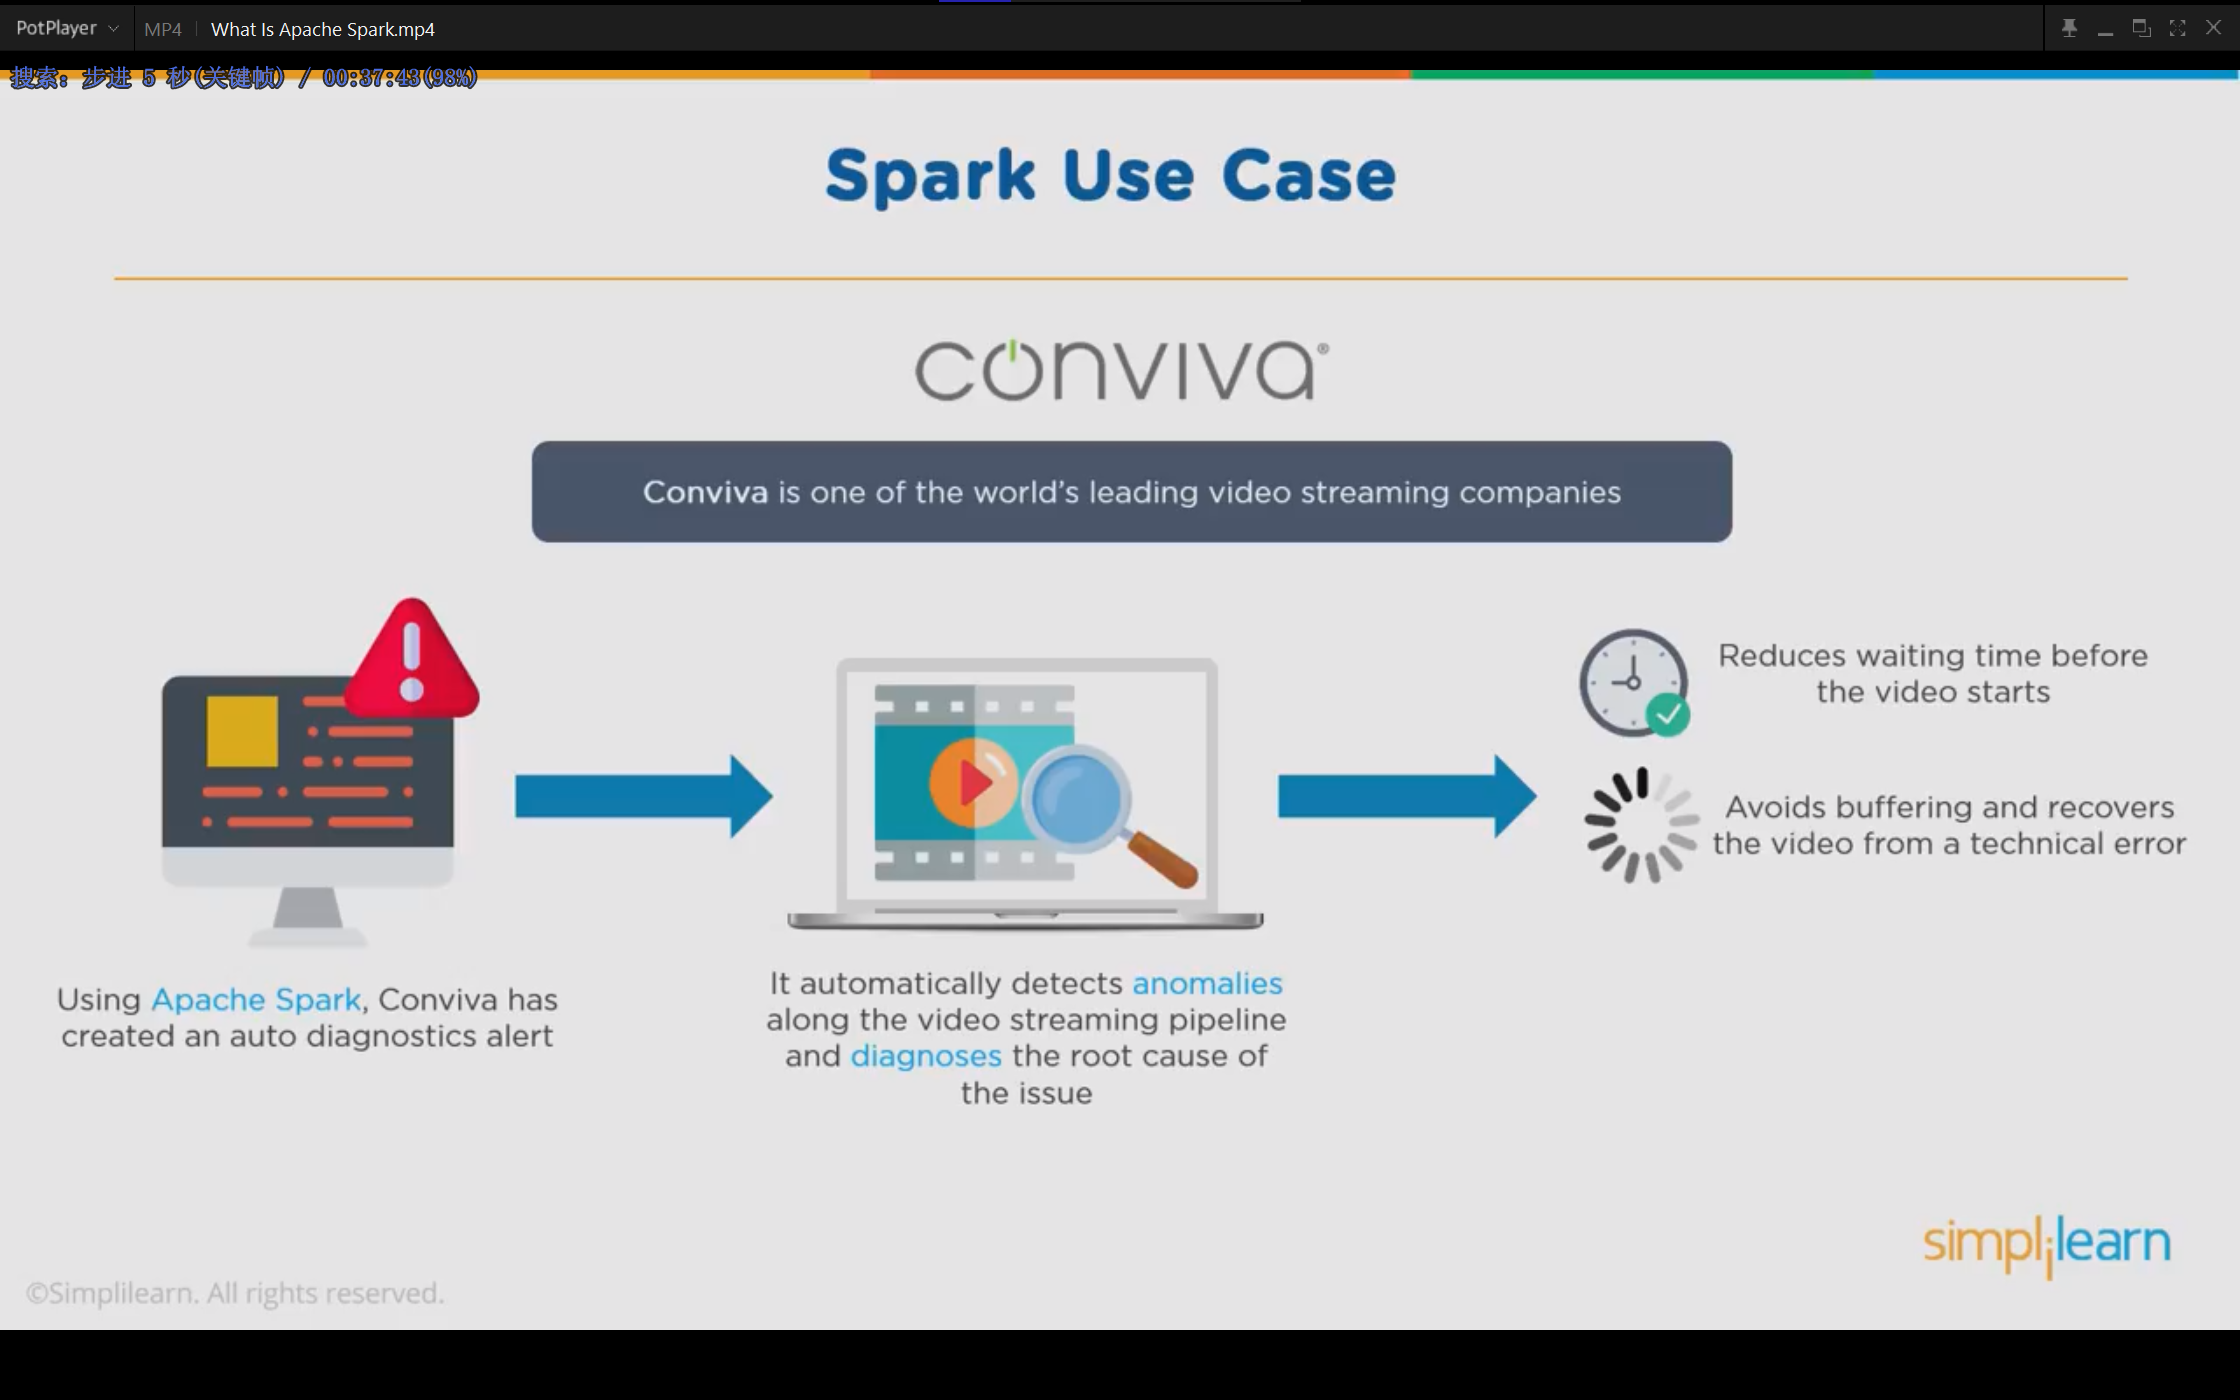 PotPlayer
MP4
What Is Apache Spark.mp4
搜索: 步进 5 秒(关键帧) / 00:37:43(98%)
Spark Use Case
conviva®
Conviva is one of the world's leading video streaming companies
Reduces waiting time before
the video starts
Avoids buffering and recovers
the video from a technical error
Using Apache Spark, Conviva has
created an auto diagnostics alert
It automatically detects anomalies
along the video streaming pipeline
and diagnoses the root cause of
the issue
simplilearn
©Simplilearn. All rights reserved.